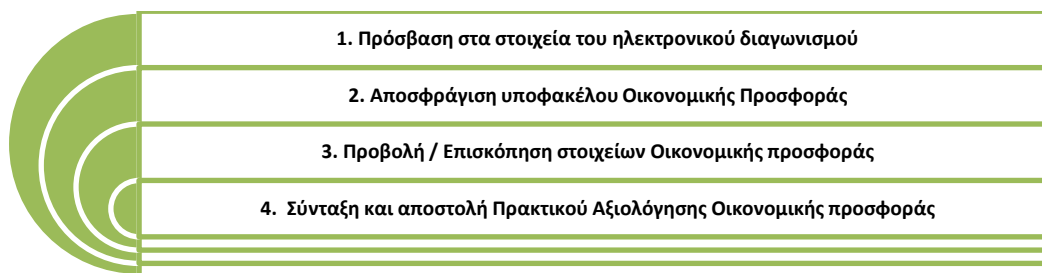 1. Πρόσβαση στα στοιχεία του ηλεκτρονικού διαγωνισμού
2. Αποσφράγιση υποφακέλου Οικονομικής Προσφοράς
3. Προβολή / Επισκόπηση στοιχείων Οικονομικής προσφοράς
4. Σύνταξη και αποστολή Πρακτικού Αξιολόγησης Οικονομικής προσφοράς